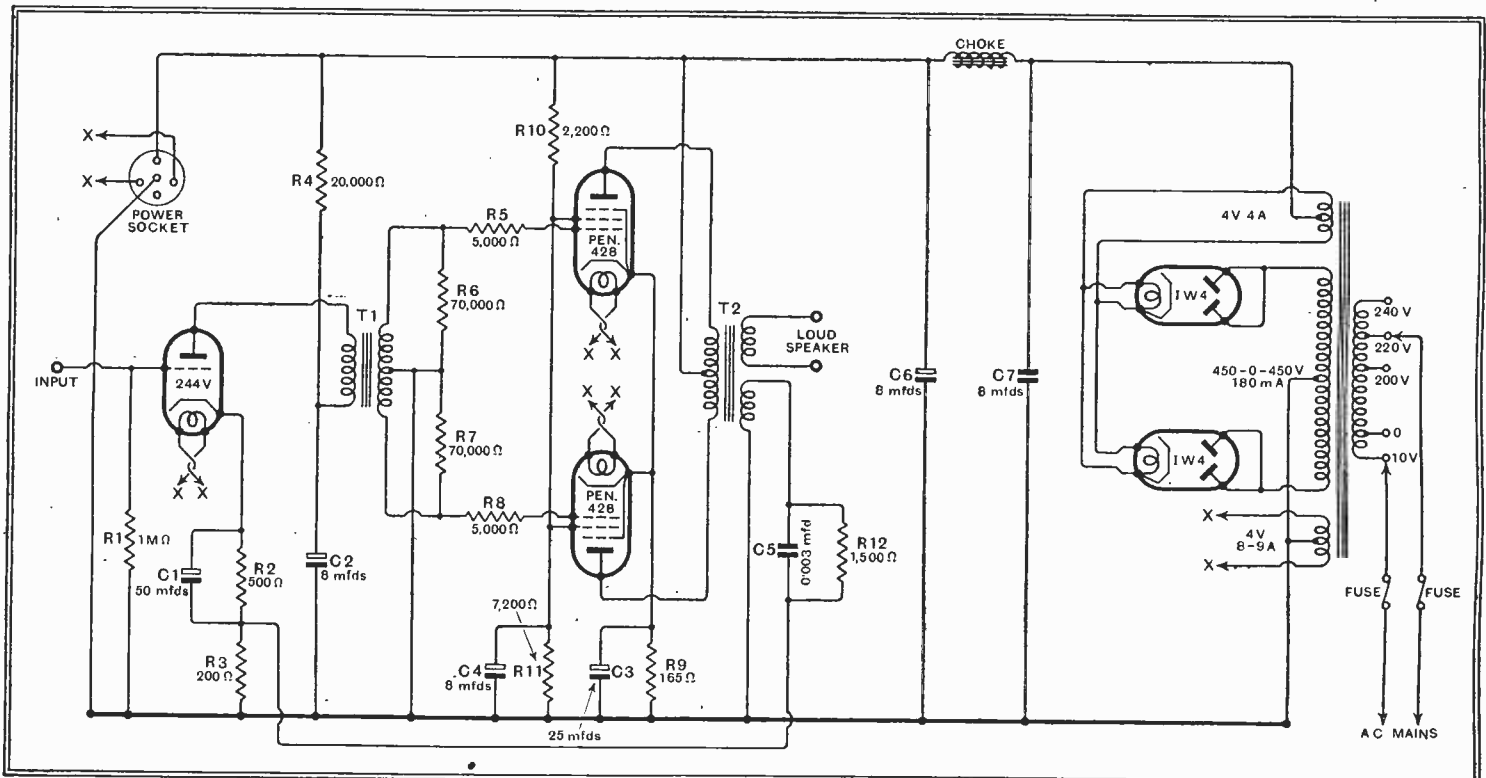 CHOKE
X
X
POWER
SOCKET
R4
20,000Ω
R10
2,200Ω
R5
5,000Ω
PEN.
428
R6
70,000Ω
T1
244V
INPUT
X X
X X
X X
R7
70,000Ω
R8
5,000Ω
PEN.
428
T2
LOUD
SPEAKER
C6
8 mfds
C7
8 mfds
4V 4A
IW4
450-0-450V
180 mA
IW4
240 V
220V
200V
0
10V
X
4V
8-9A
X
FUSE
FUSE
A C MAINS
R1
1MΩ
C1
50 mfds
R2
500Ω
R3
200Ω
C2
8 mfds
C4
8 mfds
7,200Ω
R11
C3
25 mfds
R9
165Ω
C5
0·003 mfd
R12
1,500Ω